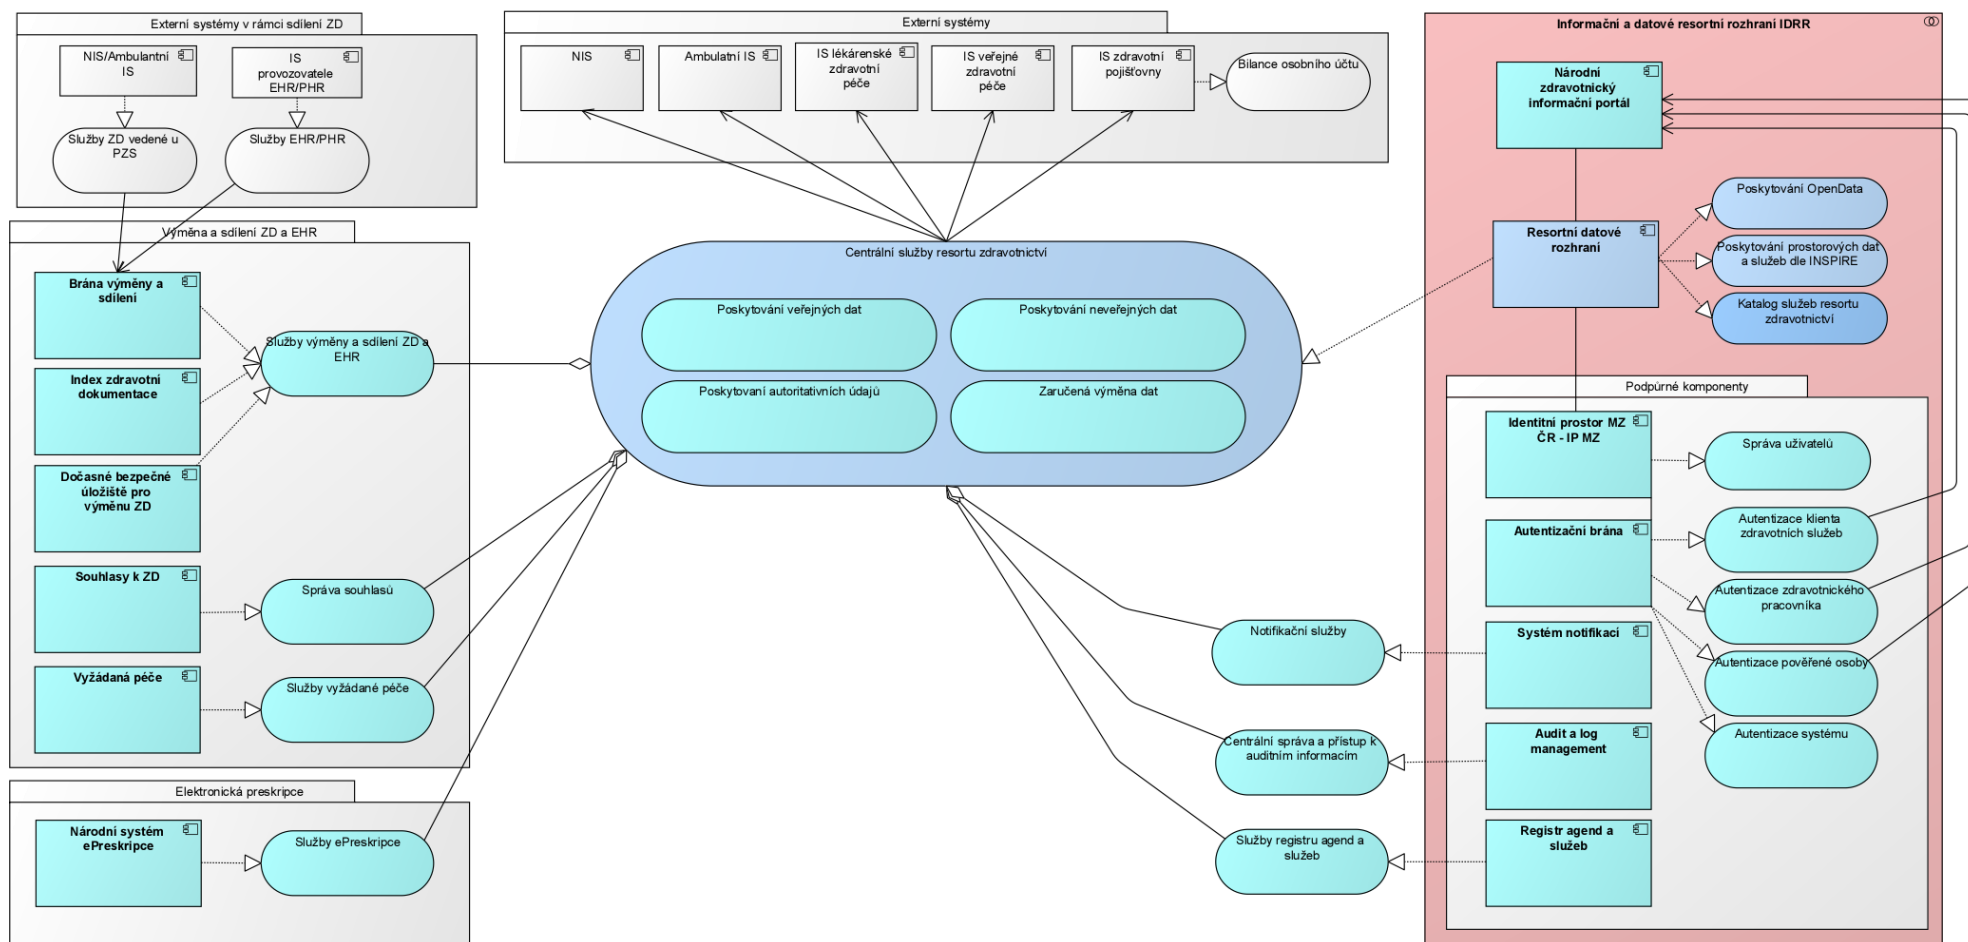 Externí systémy v rámci sdílení ZD
NIS/Ambulantní
IS
IS
provozovatele
EHR/PHR
Služby ZD vedené u
PZS
Služby EHR/PHR
Externí systémy
NIS
Ambulatní IS
IS lékárenské
zdravotní
péče
IS veřejné
zdravotní
péče
IS zdravotní
pojišťovny
Bilance osobního účtu
Výměna a sdílení ZD a EHR
Brána výměny a
sdílení
Index zdravotní
dokumentace
Dočasné bezpečné
úložiště pro
výměnu ZD
Služby výměny a sdílení ZD a
EHR
Souhlasy k ZD
Správa souhlasů
Vyžádaná péče
Služby vyžádané péče
Elektronická preskripce
Národní systém
ePreskripce
Služby ePreskripce
Centrální služby resortu zdravotnictví
Poskytování veřejných dat
Poskytování neveřejných dat
Poskytovaní autoritativních údajů
Zaručená výměna dat
Notifikační služby
Centrální správa a přístup k
auditním informacím
Služby registru agend a
služeb
Informační a datové resortní rozhraní IDRR
Národní
zdravotnický
informační portál
Resortní datové
rozhraní
Poskytování OpenData
Poskytování prostorových dat
a služeb dle INSPIRE
Katalog služeb resortu
zdravotnictví
Podpůrné komponenty
Identitní prostor MZ
ČR - IP MZ
Správa uživatelů
Autentizační brána
Autentizace klienta
zdravotních služeb
Autentizace zdravotnického
pracovníka
Systém notifikací
Autentizace pověřené osoby
Audit a log
management
Autentizace systému
Registr agend a
služeb